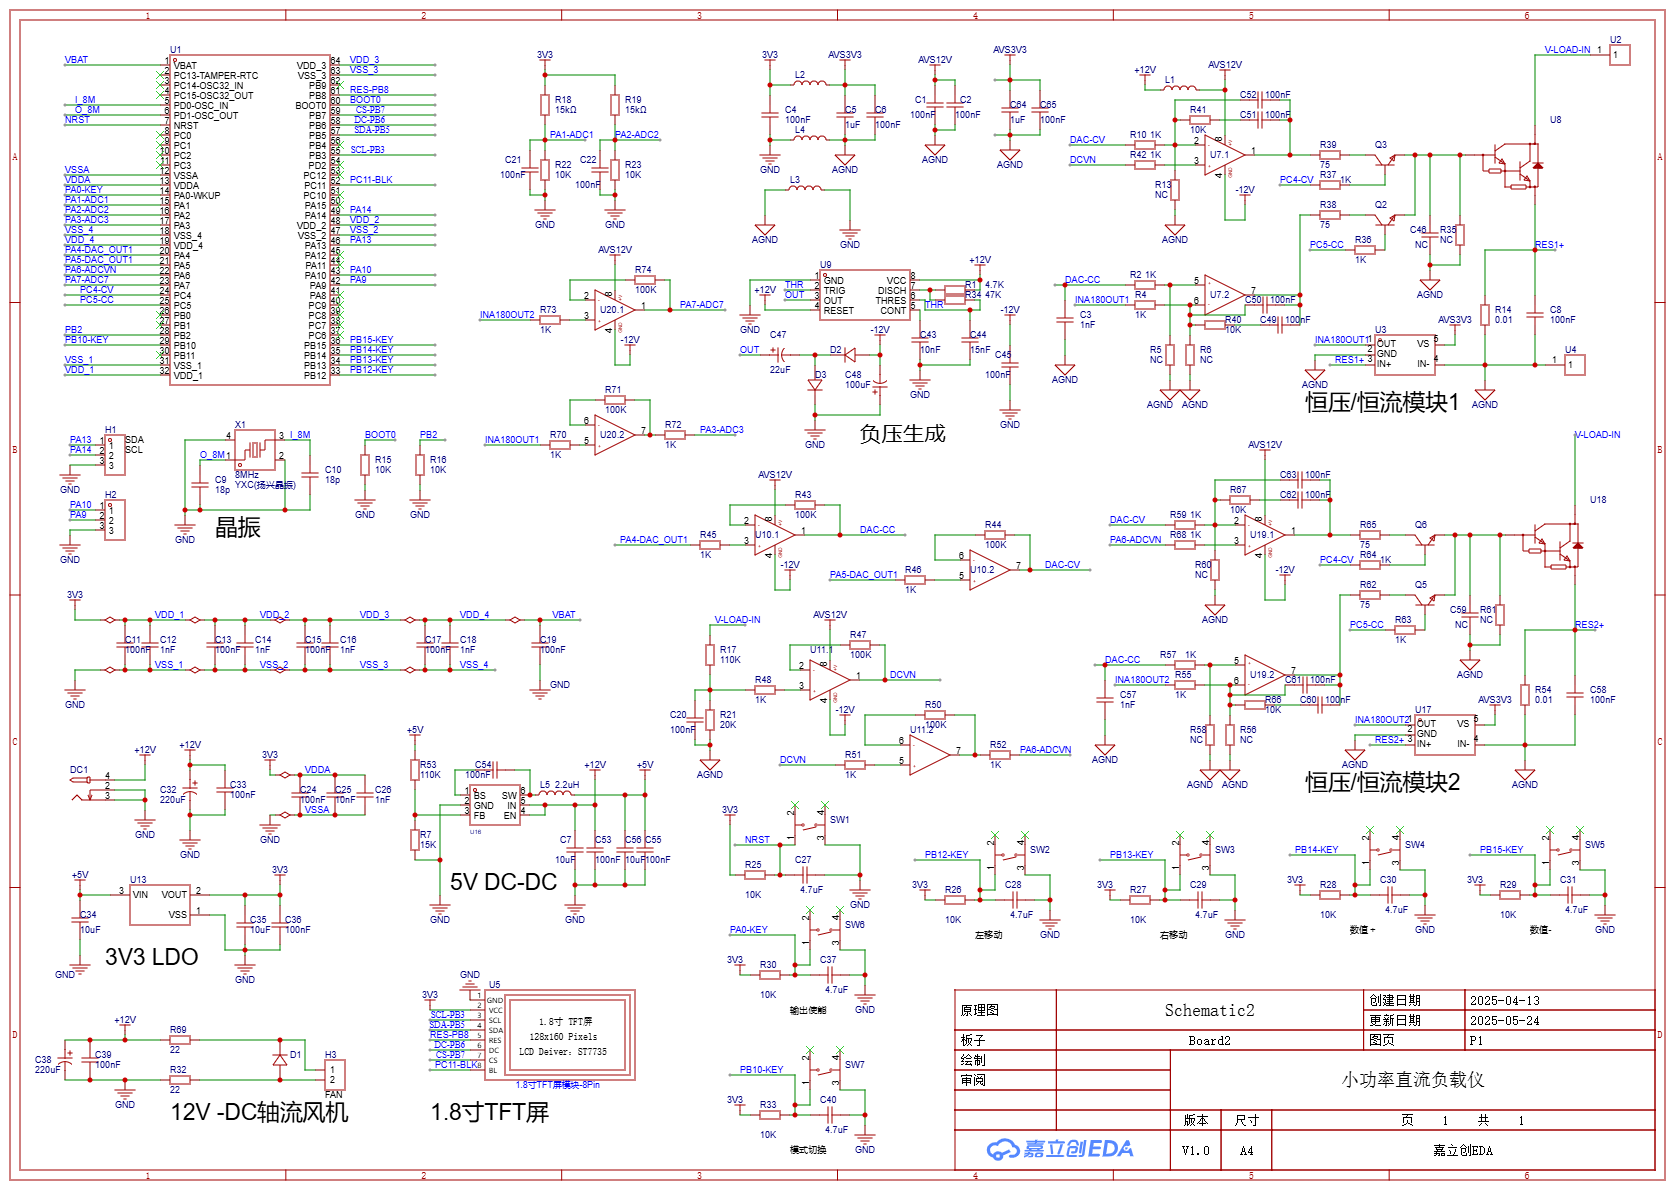 U1
VBAT
PC13-TAMPER-RTC
PC14-OSC32_IN
PC15-OSC32_OUT
PD0-OSC_IN
PD1-OSC_OUT
NRST
PC0
PC1
PC2
PC3
VSSA
VDDA
PA0-WKUP
PA1
PA2
PA3
VSS_4
VDD_4
PA4
PA5
PA6
PA7
PC4
PC5
PB0
PB1
PB2
PB10
PB11
VSS_1
VDD_1
VDD_3
VSS_3
PB9
PB8
BOOT0
PB7
PB6
PB5
PB4
PB3
PD2
PC12
PC11
PC10
PA15
PA14
VDD_2
VSS_2
PA13
PA12
PA11
PA10
PA9
PA8
PC9
PC8
PC7
PC6
PB15
PB14
PB13
PB12
I_8M
O_8M
PA0-KEY
PA1-ADC1
PA2-ADC2
PA3-ADC3
PA4-DAC_OUT1
PA5-DAC_OUT1
PA6-ADCVN
PA7-ADC7
PC4-CV
PC5-CC
PB10-KEY
RES-PB8
CS-PB7
DC-PB6
SDA-PB5
SCL-PB3
PC11-BLK
PB15-KEY
PB14-KEY
PB13-KEY
PB12-KEY
3V3
R18
15kΩ
R19
15kΩ
PA1-ADC1
PA2-ADC2
C21
100nF
R22
10K
C22
100nF
R23
10K
GND
GND
3V3
AVS3V3
L2
C4
100nF
C5
1uF
C6
100nF
L4
GND
AGND
L3
AGND
GND
AVS12V
C1
100nF
C2
100nF
AGND
AVS3V3
C64
1uF
C65
100nF
AGND
+12V
L1
AVS12V
C52 100nF
C51 100nF
R41
10K
DAC-CV
R10 1K
DCVN
R42 1K
U7.1
R13
NC
-12V
AGND
R39
75
Q3
PC4-CV
R37 1K
R38
75
Q2
PC5-CC
R36
1K
C46
NC
R35
NC
AGND
V-LOAD-IN
U2
U8
RES1+
R14
0.01
C8
100nF
U4
DAC-CC
R2 1K
INA180OUT1
R4
1K
U7.2
C3
1nF
AGND
R5
NC
R6
NC
AGND
AGND
C50 100nF
R40
10K
C49 100nF
U3
AVS3V3
INA180OUT1
OUT
GND
IN+
VS
IN-
RES1+
AGND
AGND
恒压/恒流模块1
AVS12V
R74
100K
INA180OUT2
R73
1K
U20.1
PA7-ADC7
-12V
R71
100K
INA180OUT1
R70
1K
U20.2
R72
1K
PA3-ADC3
U9
GND
TRIG
OUT
RESET
VCC
DISCH
THRES
CONT
+12V
THR
OUT
GND
+12V
R1 4.7K
R34 47K
THR
C43
10nF
C44
15nF
GND
-12V
C45
100nF
GND
OUT
C47
22uF
D2
-12V
D3
C48
100uF
GND
负压生成
H1
PA13
PA14
SDA
SCL
GND
H2
PA10
PA9
GND
X1
I_8M
O_8M
8MHz
YXC(扬兴晶振)
C9
18p
C10
18p
GND
晶振
BOOT0
R15
10K
GND
PB2
R16
10K
GND
3V3
VDD_1
VDD_2
VDD_3
VDD_4
VBAT
C11
100nF
C12
1nF
C13
100nF
C14
1nF
C15
100nF
C16
1nF
C17
100nF
C18
1nF
C19
100nF
VSS_1
VSS_2
VSS_3
VSS_4
GND
GND
AVS12V
R43
100K
PA4-DAC_OUT1
R45
1K
U10.1
DAC-CC
-12V
R44
100K
PA5-DAC_OUT1
R46
1K
U10.2
DAC-CV
V-LOAD-IN
R17
110K
AVS12V
U11.1
R47
100K
R48
1K
DCVN
C20
100nF
R21
20K
AGND
-12V
R50
100K
U11.2
DCVN
R51
1K
R52
1K
PA6-ADCVN
AVS12V
C63 100nF
C62 100nF
R67
10K
DAC-CV
R59 1K
PA6-ADCVN
R68 1K
U19.1
R60
NC
-12V
AGND
R65
75
Q6
PC4-CV
R64
1K
R62
75
Q5
PC5-CC
R63
1K
C59
NC
R61
NC
AGND
V-LOAD-IN
U18
RES2+
R54
0.01
C58
100nF
DAC-CC
R57 1K
INA180OUT2
R55
1K
U19.2
C57
1nF
AGND
R58
NC
R56
NC
AGND
AGND
C61 100nF
R66
10K
C60 100nF
U17
AVS3V3
INA180OUT2
OUT
GND
IN+
VS
IN-
RES2+
AGND
AGND
恒压/恒流模块2
DC1
+12V
GND
+12V
C32
220uF
C33
100nF
GND
3V3
VDDA
C24
100nF
C25
10nF
C26
1nF
VSSA
GND
+5V
R53
110K
R7
15K
GND
C54
100nF
BS
GND
FB
SW
IN
EN
U16
L5 2.2uH
+12V
+5V
C7
10uF
C53
100nF
C56
10uF
C55
100nF
GND
5V DC-DC
+5V
U13
VIN
VOUT
VSS
3V3
C34
10uF
C35
10uF
C36
100nF
GND
GND
3V3 LDO
+12V
C38
220uF
C39
100nF
GND
R69
22
R32
22
D1
H3
FAN
12V -DC轴流风机
GND
3V3
U5
GND
VCC
SCL
SDA
RES
DC
CS
BL
SCL-PB3
SDA-PB5
RES-PB8
DC-PB6
CS-PB7
PC11-BLK
1.8寸 TFT屏
128x160 Pixels
LCD Deiver: ST7735
1.8寸TFT屏模块-8Pin
1.8寸TFT屏
3V3
NRST
SW1
R25
10K
C27
4.7uF
GND
PA0-KEY
SW6
3V3
R30
10K
C37
4.7uF
GND
输出使能
PB10-KEY
SW7
3V3
R33
10K
C40
4.7uF
GND
模式切换
PB12-KEY
SW2
3V3
R26
10K
C28
4.7uF
GND
左移动
PB13-KEY
SW3
3V3
R27
10K
C29
4.7uF
GND
右移动
PB14-KEY
SW4
3V3
R28
10K
C30
4.7uF
GND
数值+
PB15-KEY
SW5
3V3
R29
10K
C31
4.7uF
GND
数值-
原理图
Schematic2
创建日期
2025-04-13
更新日期
2025-05-24
板子
Board2
图页
P1
绘制
审阅
小功率直流负载仪
版本
尺寸
页 1 共 1
V1.0
A4
嘉立创EDA
嘉立创EDA